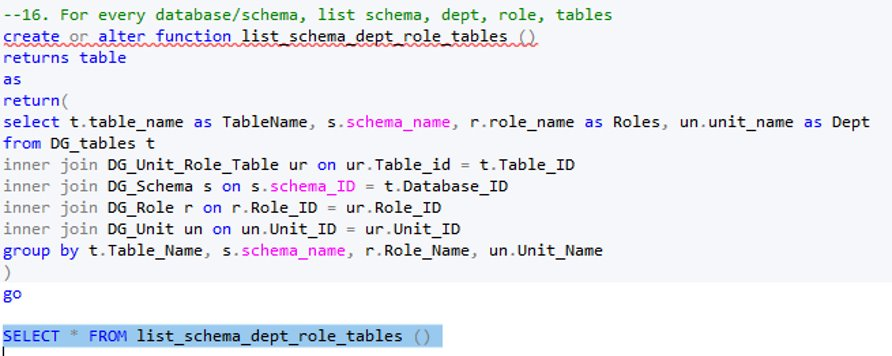 --16. For every database/schema, list schema, dept, role, tables
create or alter function list_schema_dept_role_tables ()
returns table
as
return(
select t.table_name as TableName, s.schema_name, r.role_name as Roles, un.unit_name as Dept
from DG_tables t
inner join DG_Unit_Role_Table ur on ur.Table_id = t.Table_ID
inner join DG_Schema s on s.schema_ID = t.Database_ID
inner join DG_Role r on r.Role_ID = ur.Role_ID
inner join DG_Unit un on un.Unit_ID = ur.Unit_ID
group by t.Table_Name, s.schema_name, r.Role_Name, un.Unit_Name
)
go
SELECT * FROM list_schema_dept_role_tables ()